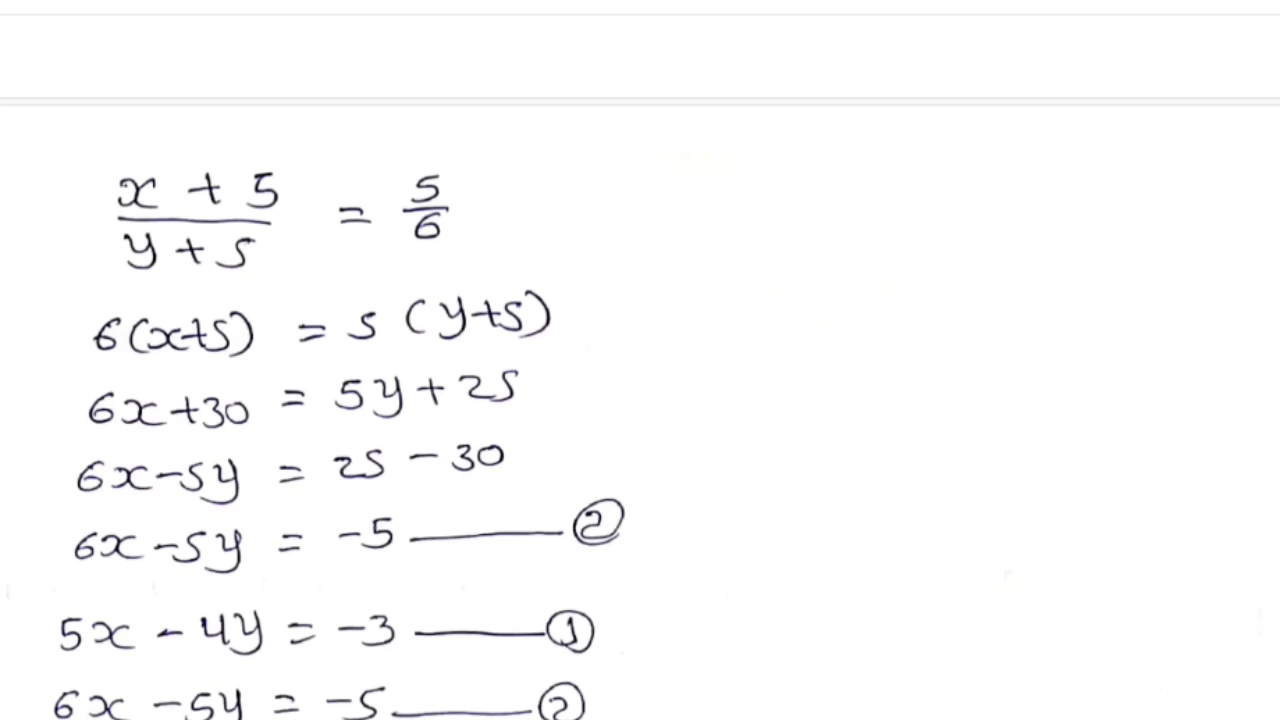 x + 5 / y + 5 = 5/6
6(x+5) = 5 (y+5)
6x+30 = 5y+25
6x-5y = 25 - 30
6x-5y = -5 ——— ②
5x - 4y = -3 ——— ①
6x - 5y = -5 ——— ②